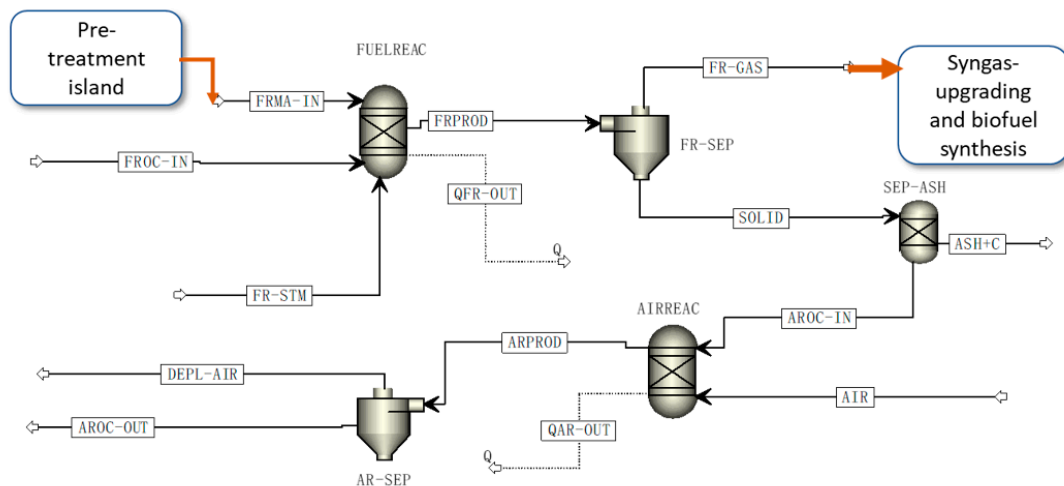 Pre-
treatment
island
FUELREAC
FRMA-IN
FROC-IN
FR-STM
FRPROD
QFR-OUT
Q
FR-GAS
FR-SEP
Syngas-
upgrading
and biofuel
synthesis
SOLID
SEP-ASH
ASH+C
AROC-IN
AIRREAC
AIR
ARPROD
QAR-OUT
Q
DEPL-AIR
AROC-OUT
AR-SEP